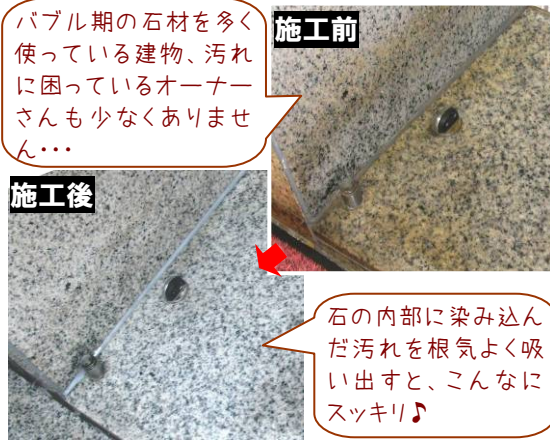 バブル期の石材を多く
使っている建物、汚れ
に困っているオーナー
さんも少なくありませ
ん･･･
施工前
施工後
石の内部に染み込ん
だ汚れを根気よく吸
い出すと、こんなに
スッキリ♪